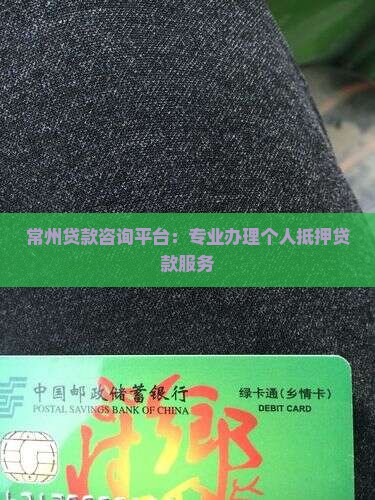 常州贷款咨询平台：专业办理个人抵押贷
款服务
中国邮政储蓄银行
POSTAL SAVINGS BANK OF CHINA
绿卡通(乡情卡)
DEBIT CARD
乡